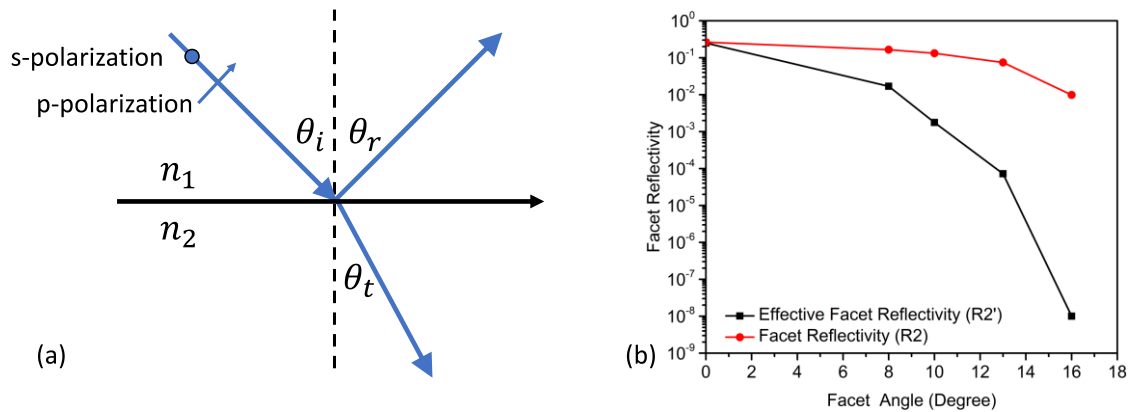 s-polarization
p-polarization
θᵢ θᵣ
n₁
n₂
θₜ
(a)
10⁰
10⁻¹
10⁻²
10⁻³
10⁻⁴
10⁻⁵
10⁻⁶
10⁻⁷
10⁻⁸
10⁻⁹
Facet Reflectivity
Effective Facet Reflectivity (R2')
Facet Reflectivity (R2)
0 2 4 6 8 10 12 14 16 18
Facet Angle (Degree)
(b)